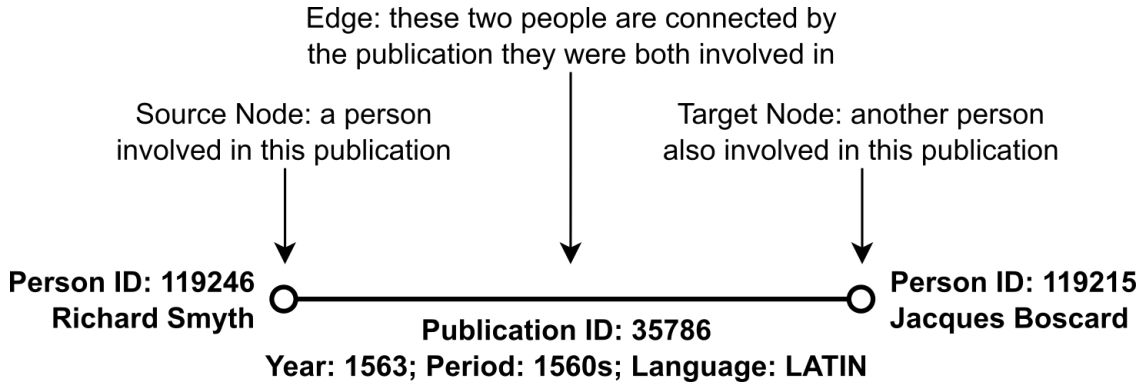 Edge: these two people are connected by
the publication they were both involved in
Source Node: a person
involved in this publication
Target Node: another person
also involved in this publication
Person ID: 119246
Richard Smyth
Person ID: 119215
Jacques Boscard
Publication ID: 35786
Year: 1563; Period: 1560s; Language: LATIN